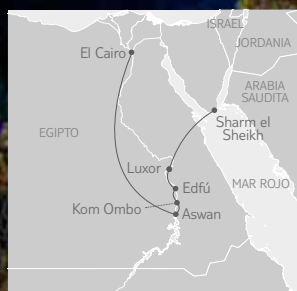 ISRAEL
El Cairo
JORDANIA
ARABIA
SAUDITA
Sharm el
Sheikh
EGIPTO
Luxor
MAR ROJO
Edfú
Kom Ombo
Aswan